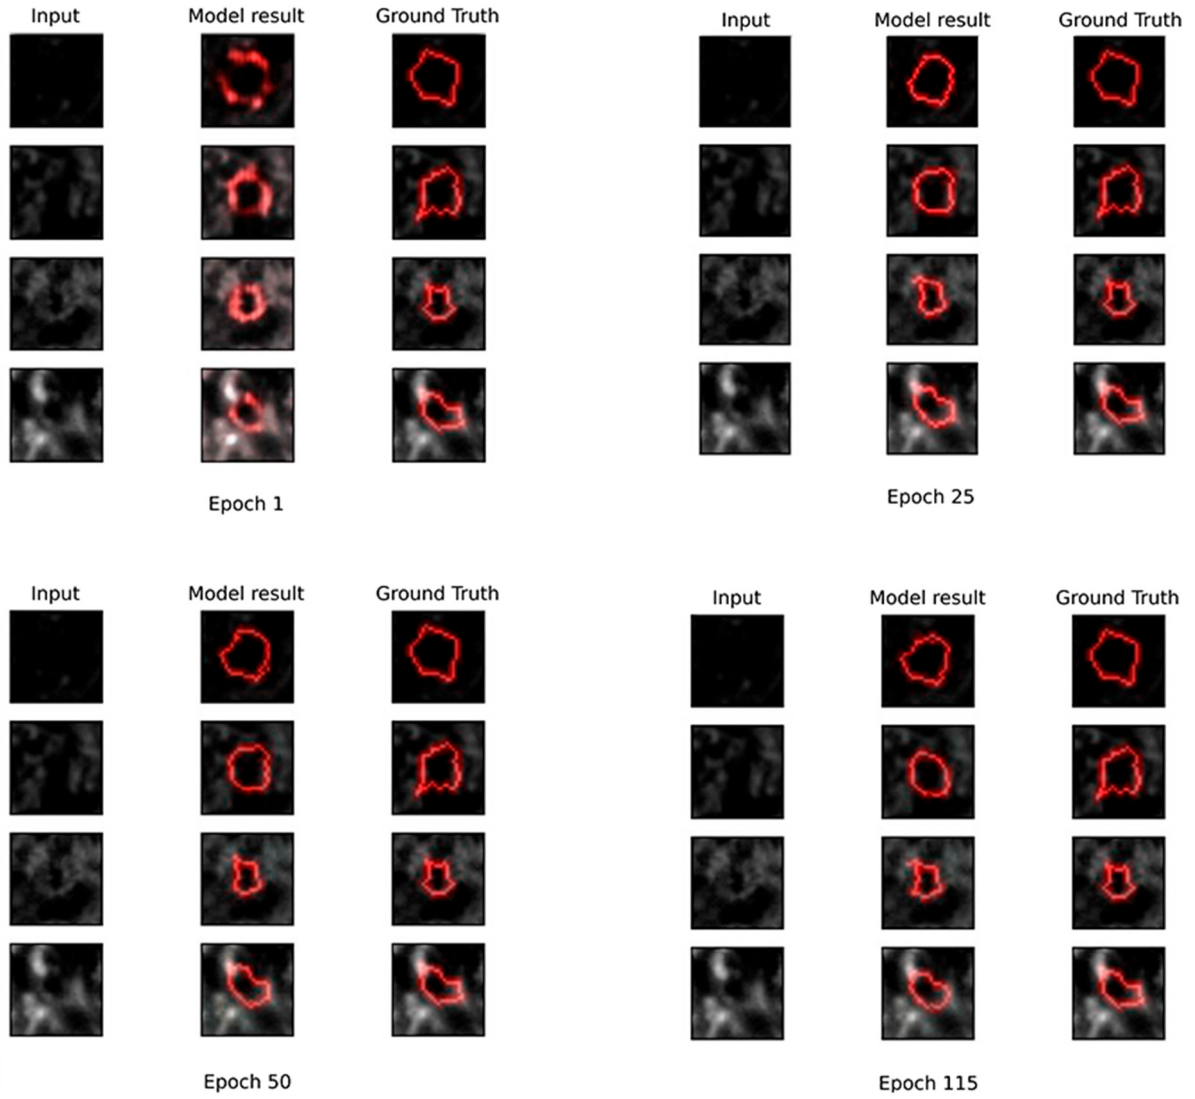 Input Model result Ground Truth
Epoch 1
Input Model result Ground Truth
Epoch 25
Input Model result Ground Truth
Epoch 50
Input Model result Ground Truth
Epoch 115